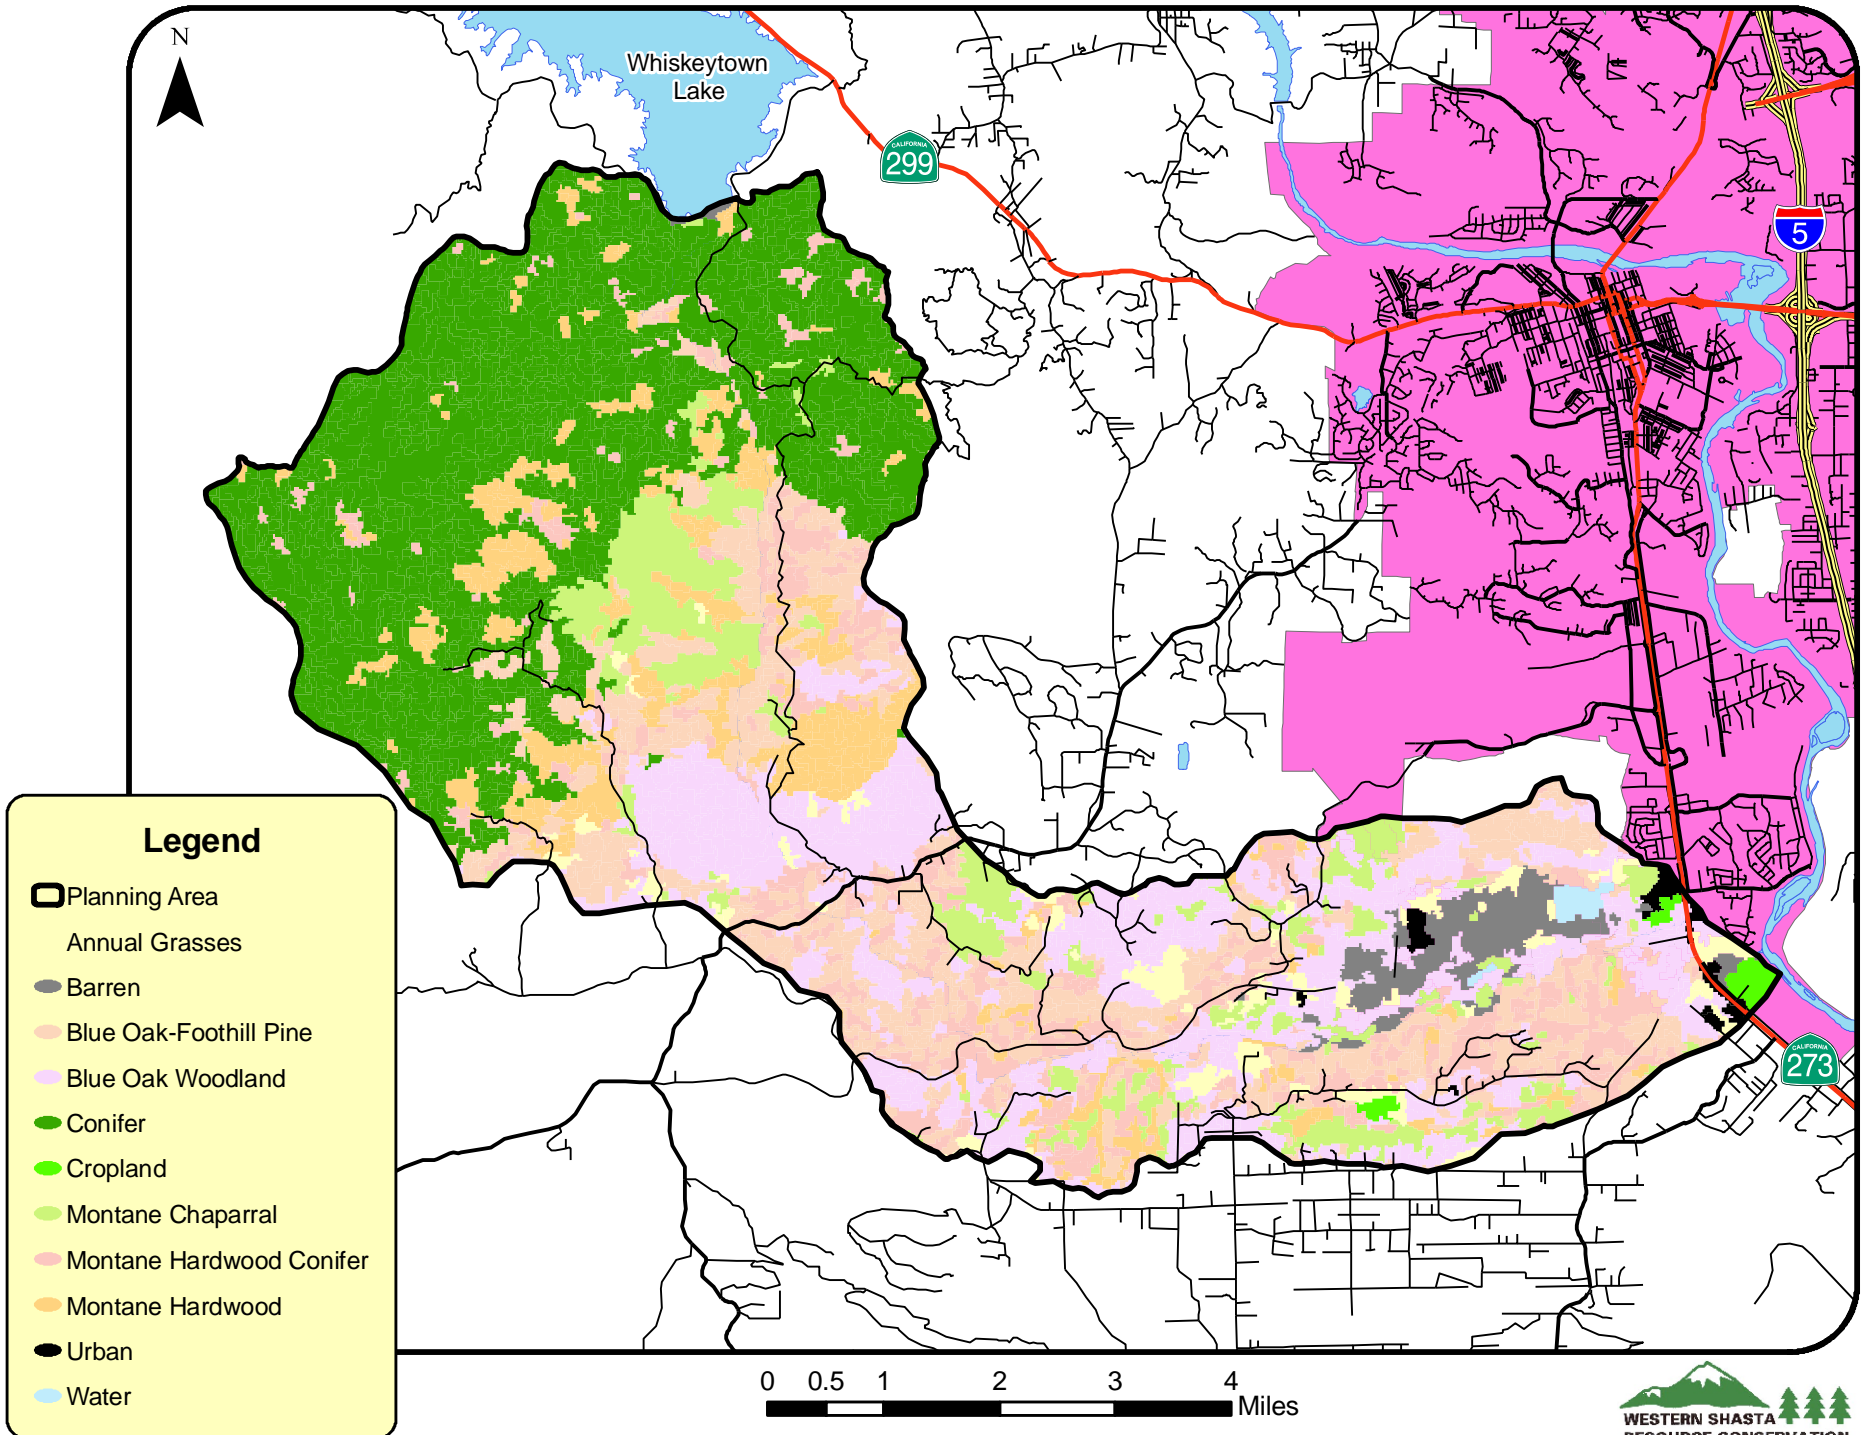 N
Whiskeytown
Lake
CALIFORNIA
299
5
CALIFORNIA
273
Legend
Planning Area
Annual Grasses
Barren
Blue Oak-Foothill Pine
Blue Oak Woodland
Conifer
Cropland
Montane Chaparral
Montane Hardwood Conifer
Montane Hardwood
Urban
Water
0 0.5 1 2 3 4
Miles
WESTERN SHASTA
RESOURCE CONSERVATION